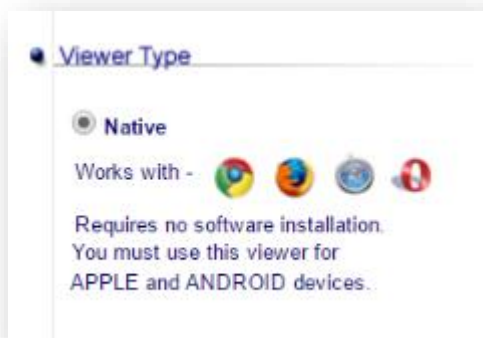 Viewer Type
Native
Works with -
Requires no software installation.
You must use this viewer for
APPLE and ANDROID devices.